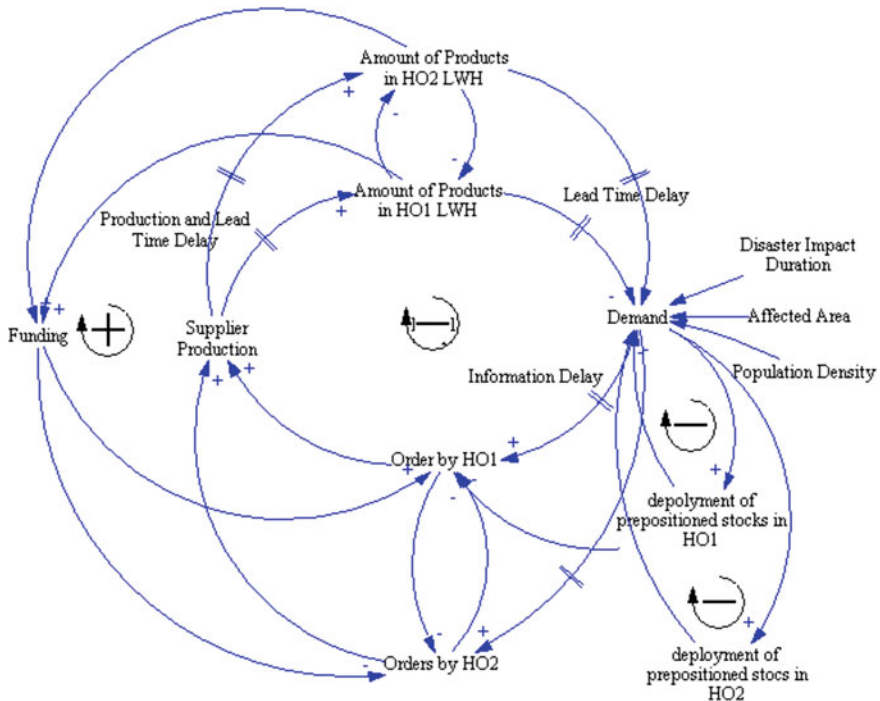 Amount of Products
in HO2 LWH
Amount of Products
in HO1 LWH
Production and Lead
Time Delay
Lead Time Delay
Disaster Impact
Duration
Funding
Supplier
Production
Demand
Affected Area
Information Delay
Population Density
Order by HO1
depolyment of
prepositioned stocks in
HO1
Orders by HO2
deployment of
prepositioned stocs in
HO2